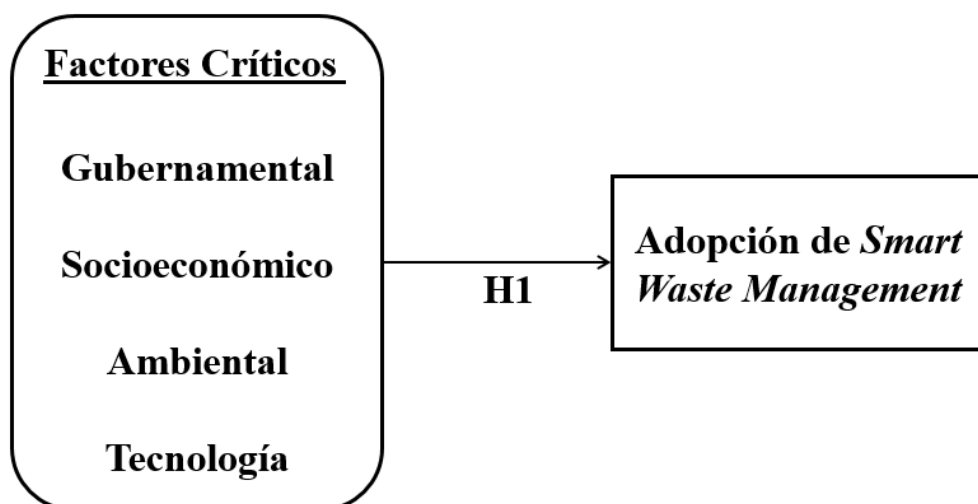 Factores Críticos
Gubernamental
Socioeconómico
Ambiental
Tecnología
H1
Adopción de Smart
Waste Management